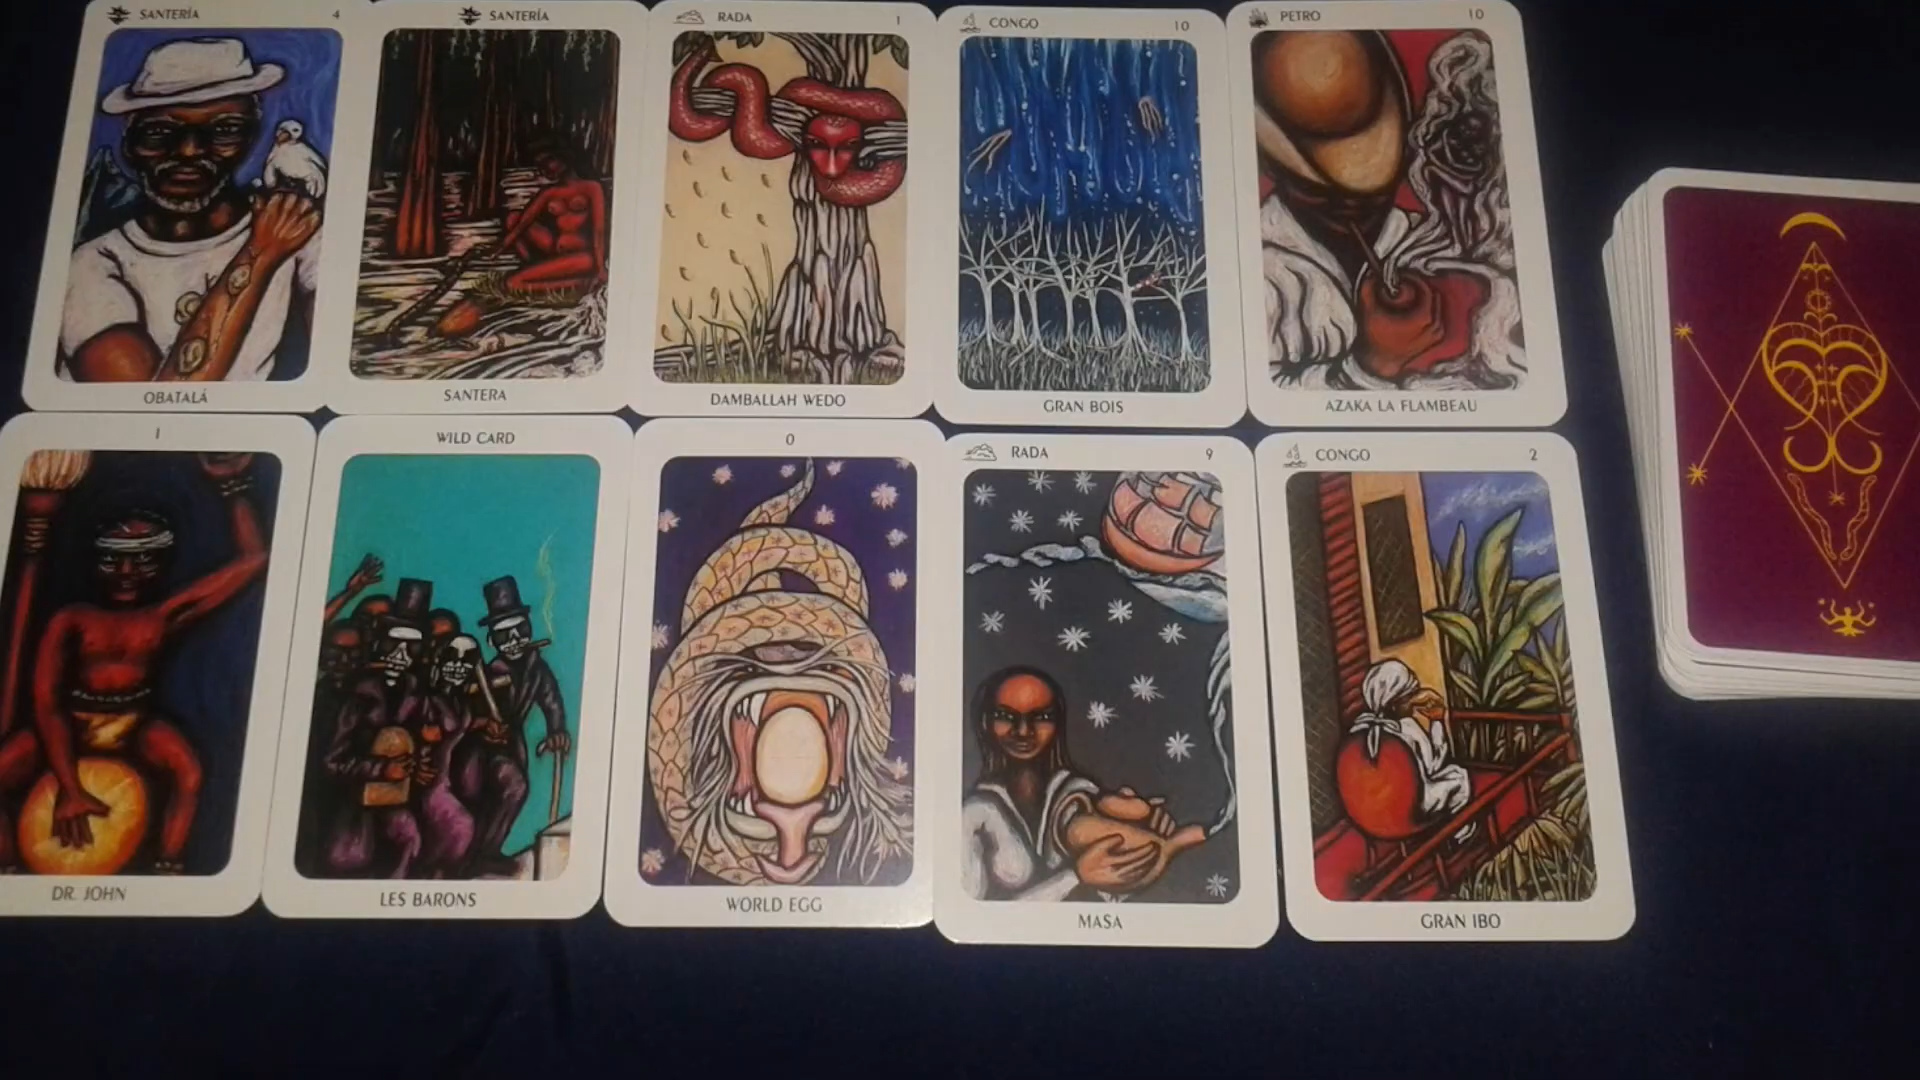 SANTERÍA 4
SANTERÍA
RADA 1
CONGO 10
PETRO 10
OBATALÁ
SANTERA
DAMBALLAH WEDO
GRAN BOIS
AZAKA LA FLAMBEAU
1
WILD CARD
0
RADA 9
CONGO 2
DR. JOHN
LES BARONS
WORLD EGG
MASA
GRAN IBO